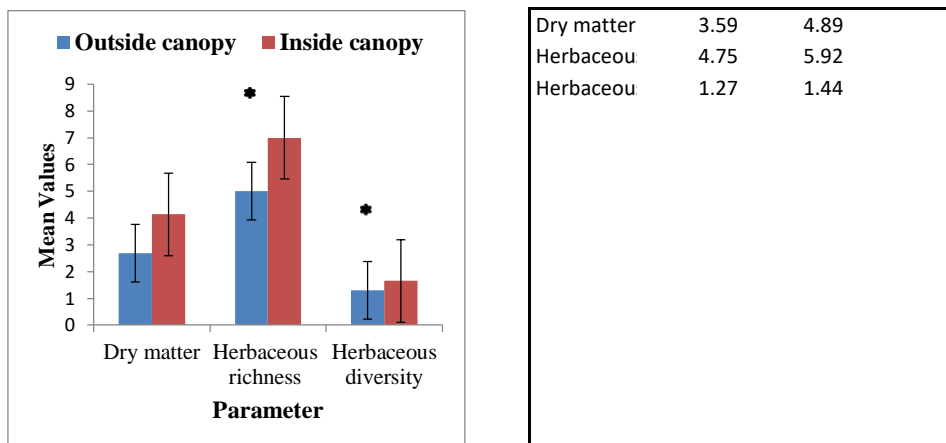 Outside canopy Inside canopy
9
8
7
6
5
4
3
2
1
0
Mean Values
Dry matter Herbaceous richness Herbaceous diversity
Parameter
Dry matter 3.59 4.89
Herbaceou 4.75 5.92
Herbaceou 1.27 1.44